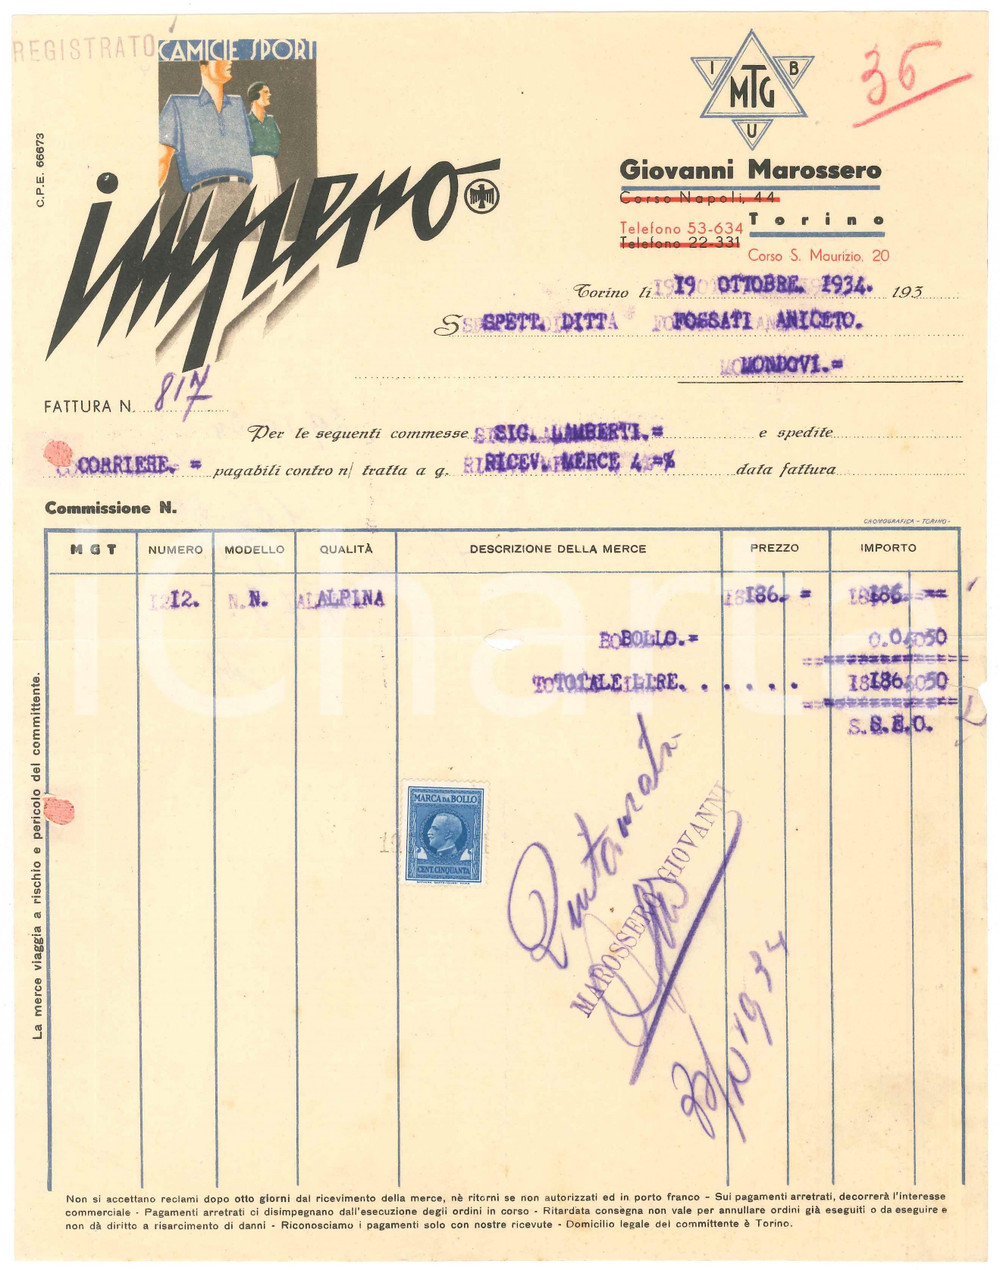 REGISTRATO
CAMICIE SPORT
impero
C.P.E. 66673
I B
MTG
U
36
Giovanni Marossero
Corso Napoli, 44
Torino
Telefono 53-634
Telefono 22-331
Corso S. Maurizio, 20
Torino li 19 OTTOBRE. 1934. 193
S SPETT. DITTA FOSSATI ANICETO.
MONDOVI.=
FATTURA N. 817
Per le seguenti commesse SIG. LAMBERTI.= e spedite
CORRIERE. = pagabili contro n/ tratta a g. RICEV. MERCE 4 =% data fattura
Commissione N.
CROMOGRAFICA - TORINO -
MGT NUMERO MODELLO QUALITÀ DESCRIZIONE DELLA MERCE PREZZO IMPORTO
12. N. ALPINA 186. = 186. ==
BOLLO.= 0.50
TOTALE LIRE. . . . . . . 186.50
S.E.O.
MARCA DA BOLLO
CENT. CINQUANTA
Quietanzata
MAROSSERO GIOVANNI
La merce viaggia a rischio e pericolo del committente.
iCharta
Non si accettano reclami dopo otto giorni dal ricevimento della merce, nè ritorni se non autorizzati ed in porto franco - Sui pagamenti arretrati, decorrerà l'interesse
commerciale - Pagamenti arretrati ci disimpegnano dall'esecuzione degli ordini in corso - Ritardata consegna non vale per annullare ordini già eseguiti o da eseguire e
non dà diritto a risarcimento di danni - Riconosciamo i pagamenti solo con nostre ricevute - Domicilio legale del committente è Torino.